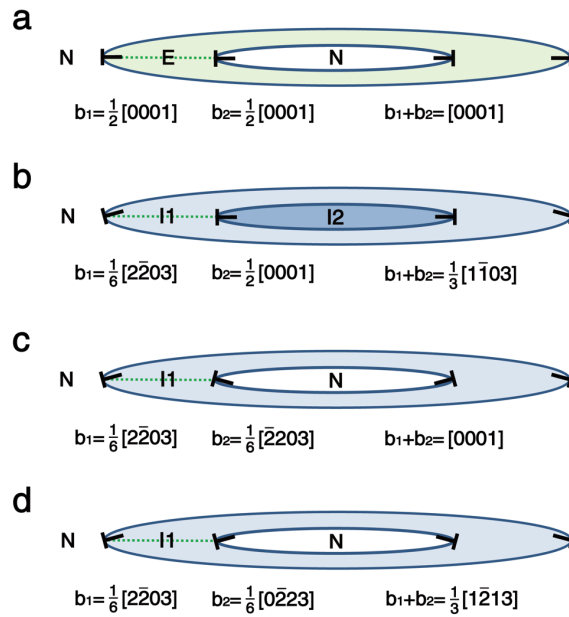 a
N E N
b₁=½[0001] b₂=½[0001] b₁+b₂=[0001]
b
N I1 I2
b₁=⅙[22̅03] b₂=½[0001] b₁+b₂=⅓[11̅03]
c
N I1 N
b₁=⅙[22̅03] b₂=⅙[2̅203] b₁+b₂=[0001]
d
N I1 N
b₁=⅙[22̅03] b₂=⅙[02̅23] b₁+b₂=⅓[12̅13]